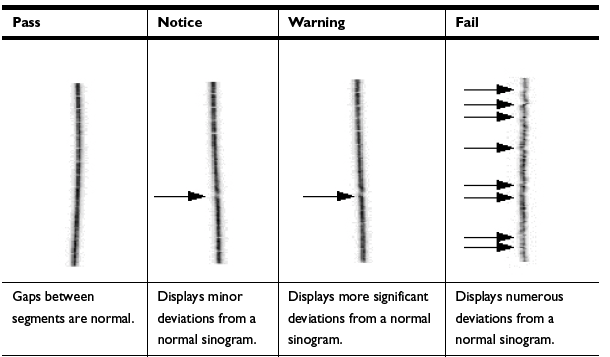 Pass
Notice
Warning
Fail
Gaps between
segments are normal.
Displays minor
deviations from a
normal sinogram.
Displays more significant
deviations from a normal
sinogram.
Displays numerous
deviations from a
normal sinogram.